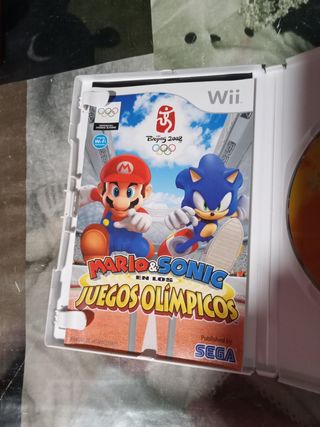 Wii
Beijing 2008
Wi-Fi
MARIO & SONIC
EN LOS
JUEGOS OLÍMPICOS
Published by
SEGA